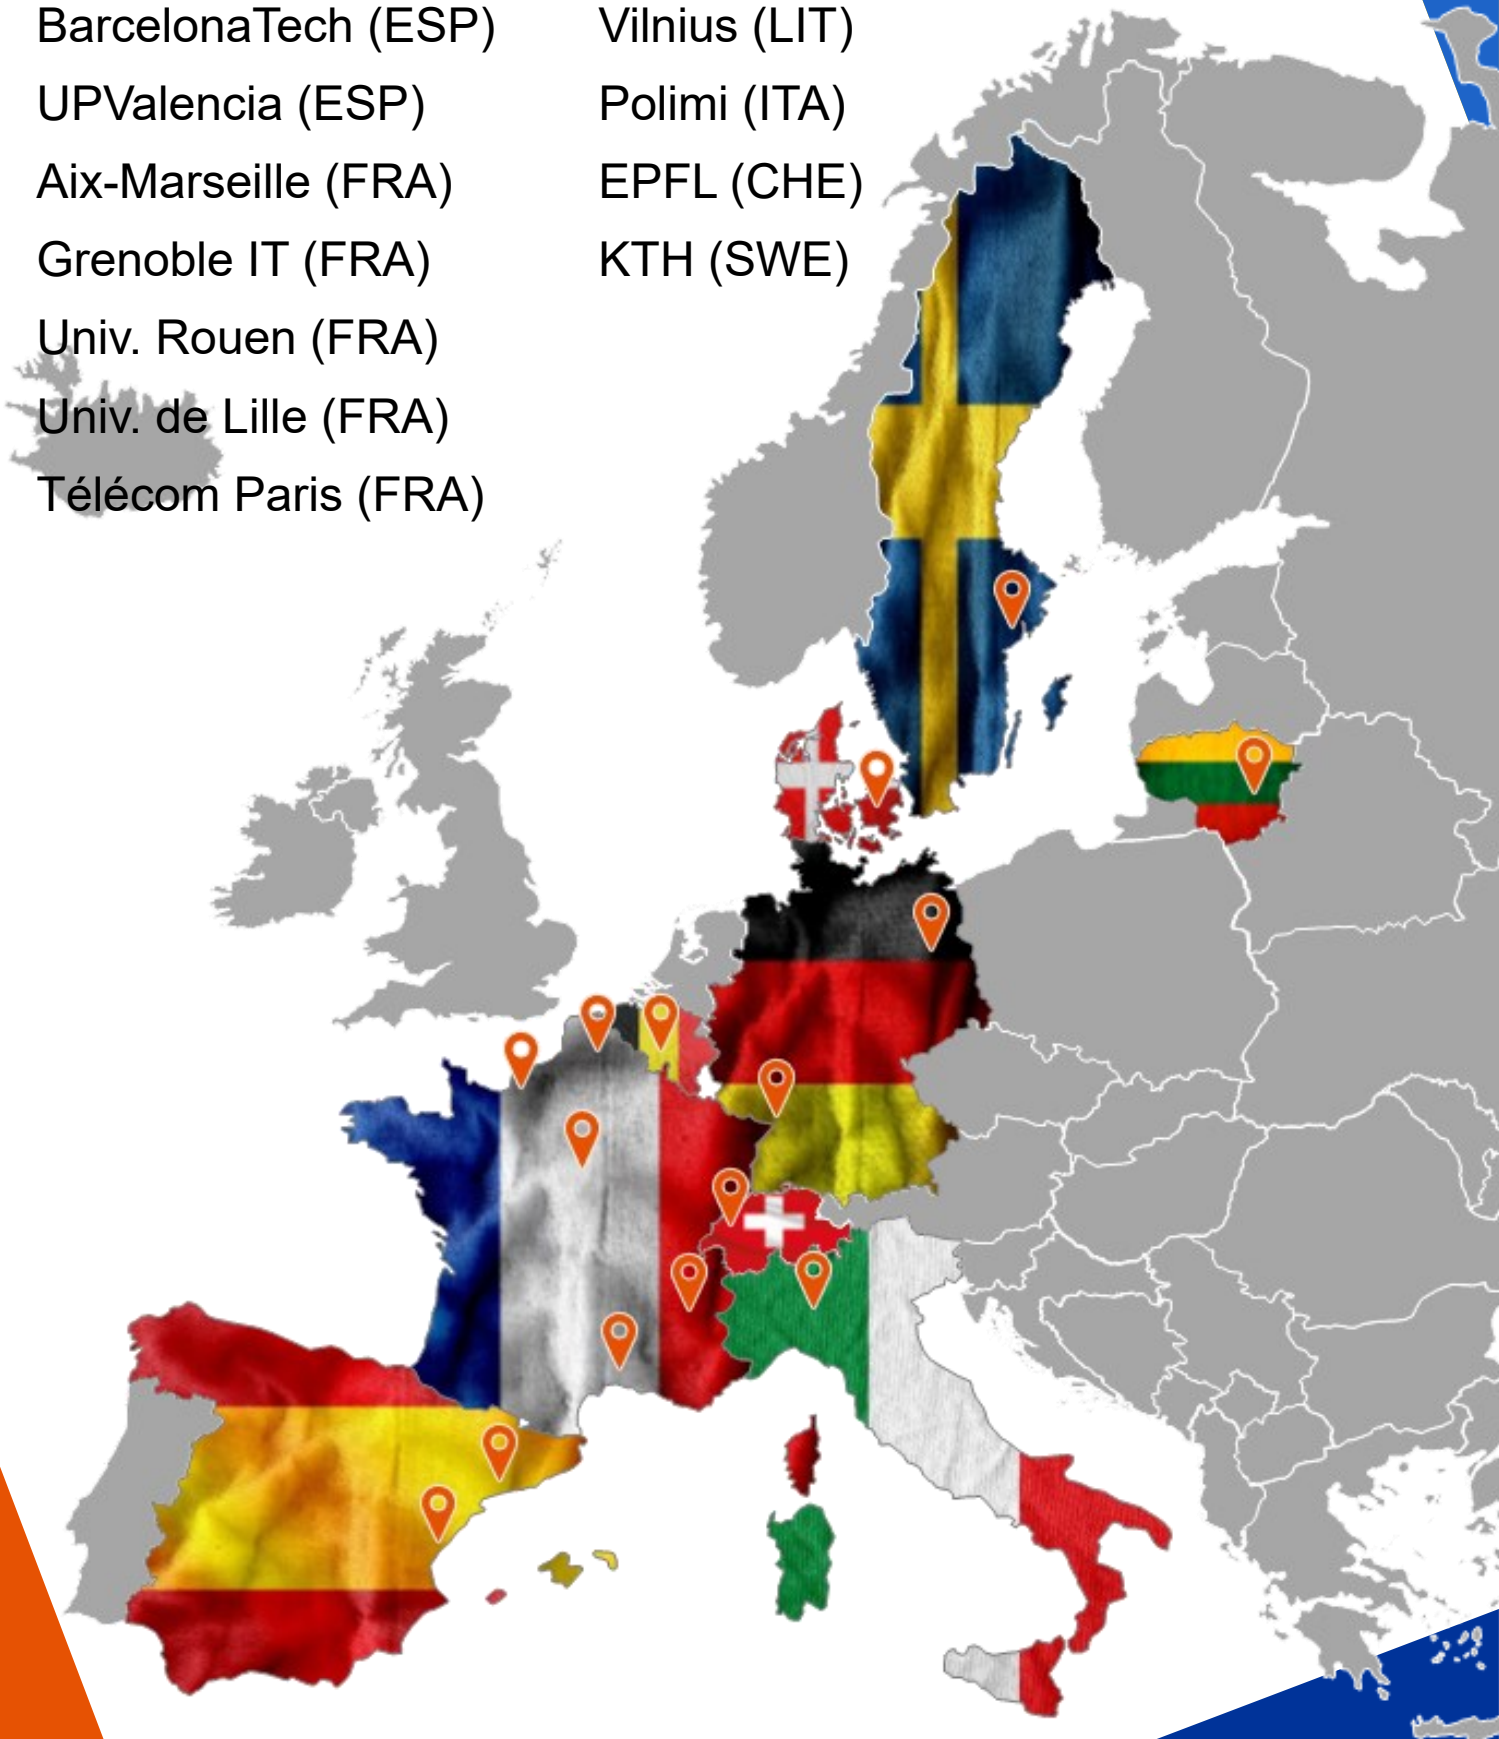 BarcelonaTech (ESP)
UPValencia (ESP)
Aix-Marseille (FRA)
Grenoble IT (FRA)
Univ. Rouen (FRA)
Univ. de Lille (FRA)
Télécom Paris (FRA)
Vilnius (LIT)
Polimi (ITA)
EPFL (CHE)
KTH (SWE)